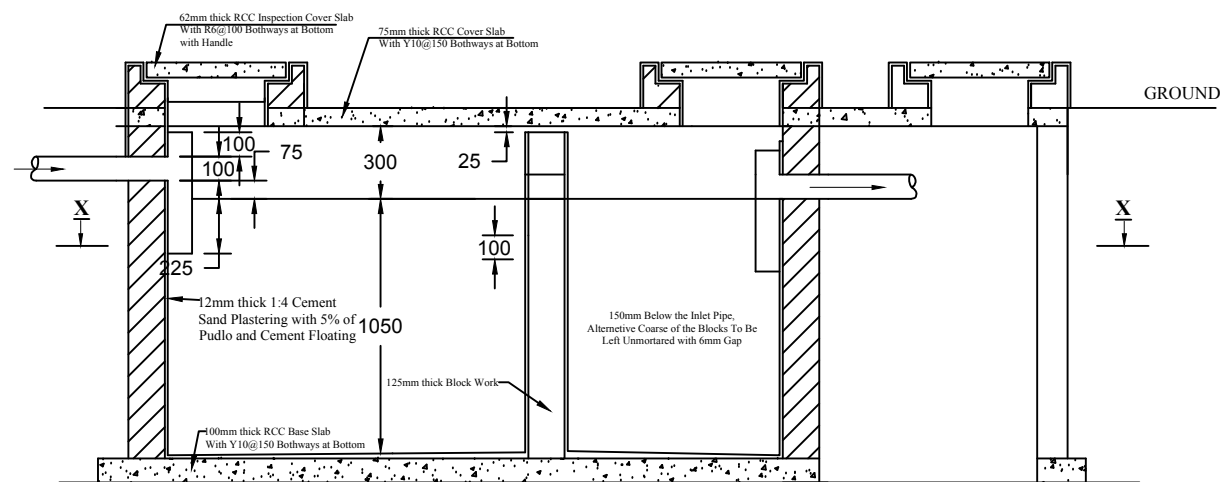 62mm thick RCC Inspection Cover Slab
With R6@100 Bothways at Bottom
with Handle
75mm thick RCC Cover Slab
With Y10@150 Bothways at Bottom
GROUND
100
75
300
25
100
X
X
100
225
12mm thick 1:4 Cement
Sand Plastering with 5% of
Pudlo and Cement Floating
1050
150mm Below the Inlet Pipe,
Alternetive Coarse of the Blocks To Be
Left Unmortared with 6mm Gap
125mm thick Block Work
100mm thick RCC Base Slab
With Y10@150 Bothways at Bottom